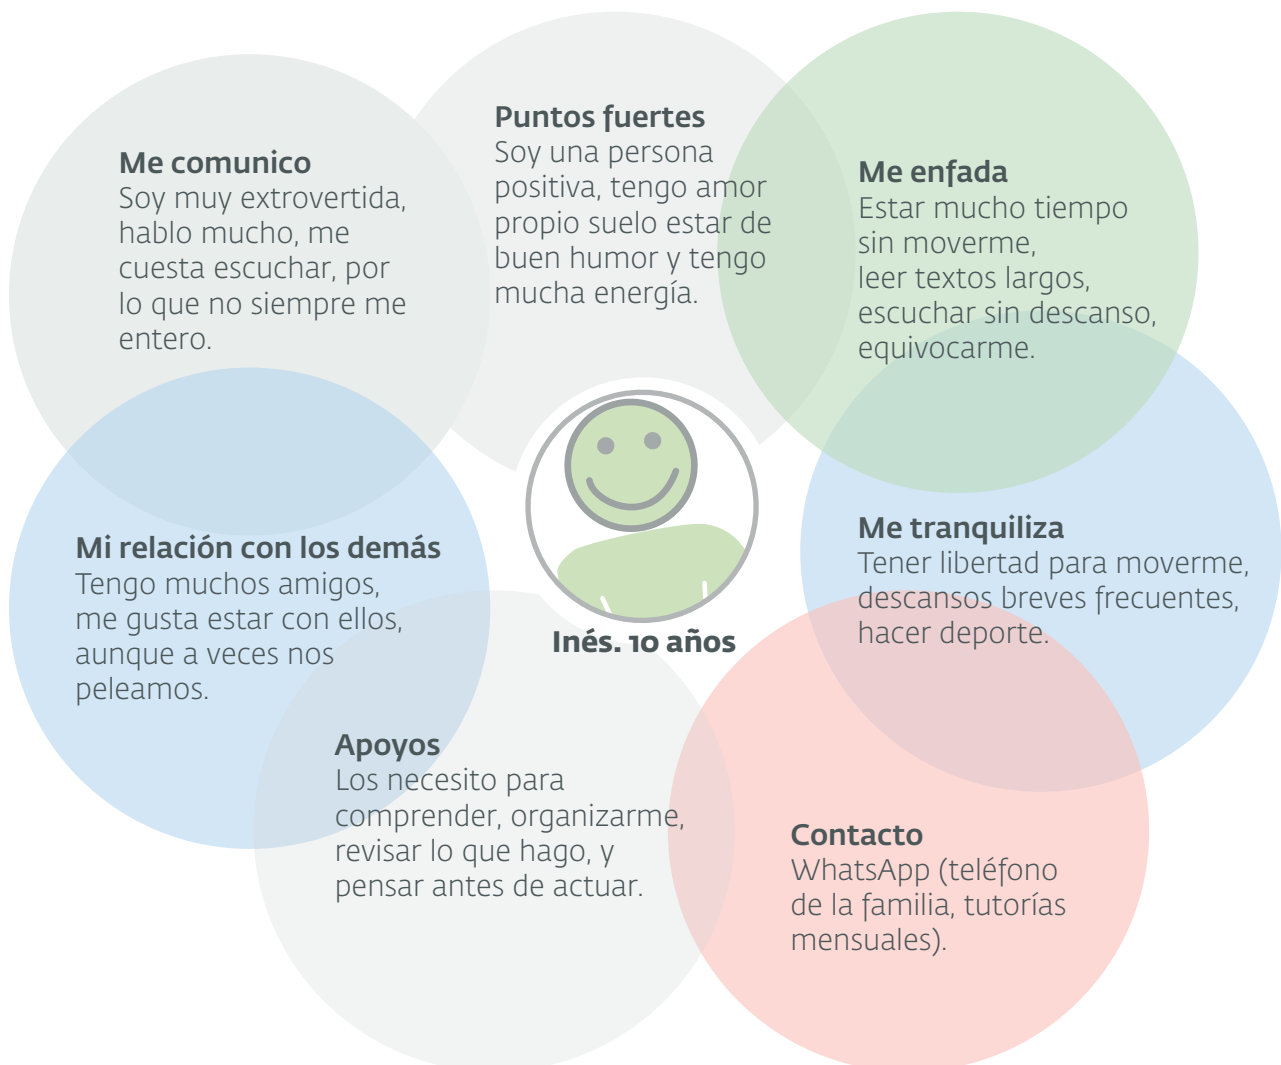 Me comunico
Soy muy extrovertida,
hablo mucho, me
cuesta escuchar, por
lo que no siempre me
entero.
Puntos fuertes
Soy una persona
positiva, tengo amor
propio suelo estar de
buen humor y tengo
mucha energía.
Me enfada
Estar mucho tiempo
sin moverme,
leer textos largos,
escuchar sin descanso,
equivocarme.
Mi relación con los demás
Tengo muchos amigos,
me gusta estar con ellos,
aunque a veces nos
peleamos.
Inés. 10 años
Me tranquiliza
Tener libertad para moverme,
descansos breves frecuentes,
hacer deporte.
Apoyos
Los necesito para
comprender, organizarme,
revisar lo que hago, y
pensar antes de actuar.
Contacto
WhatsApp (teléfono
de la familia, tutorías
mensuales).